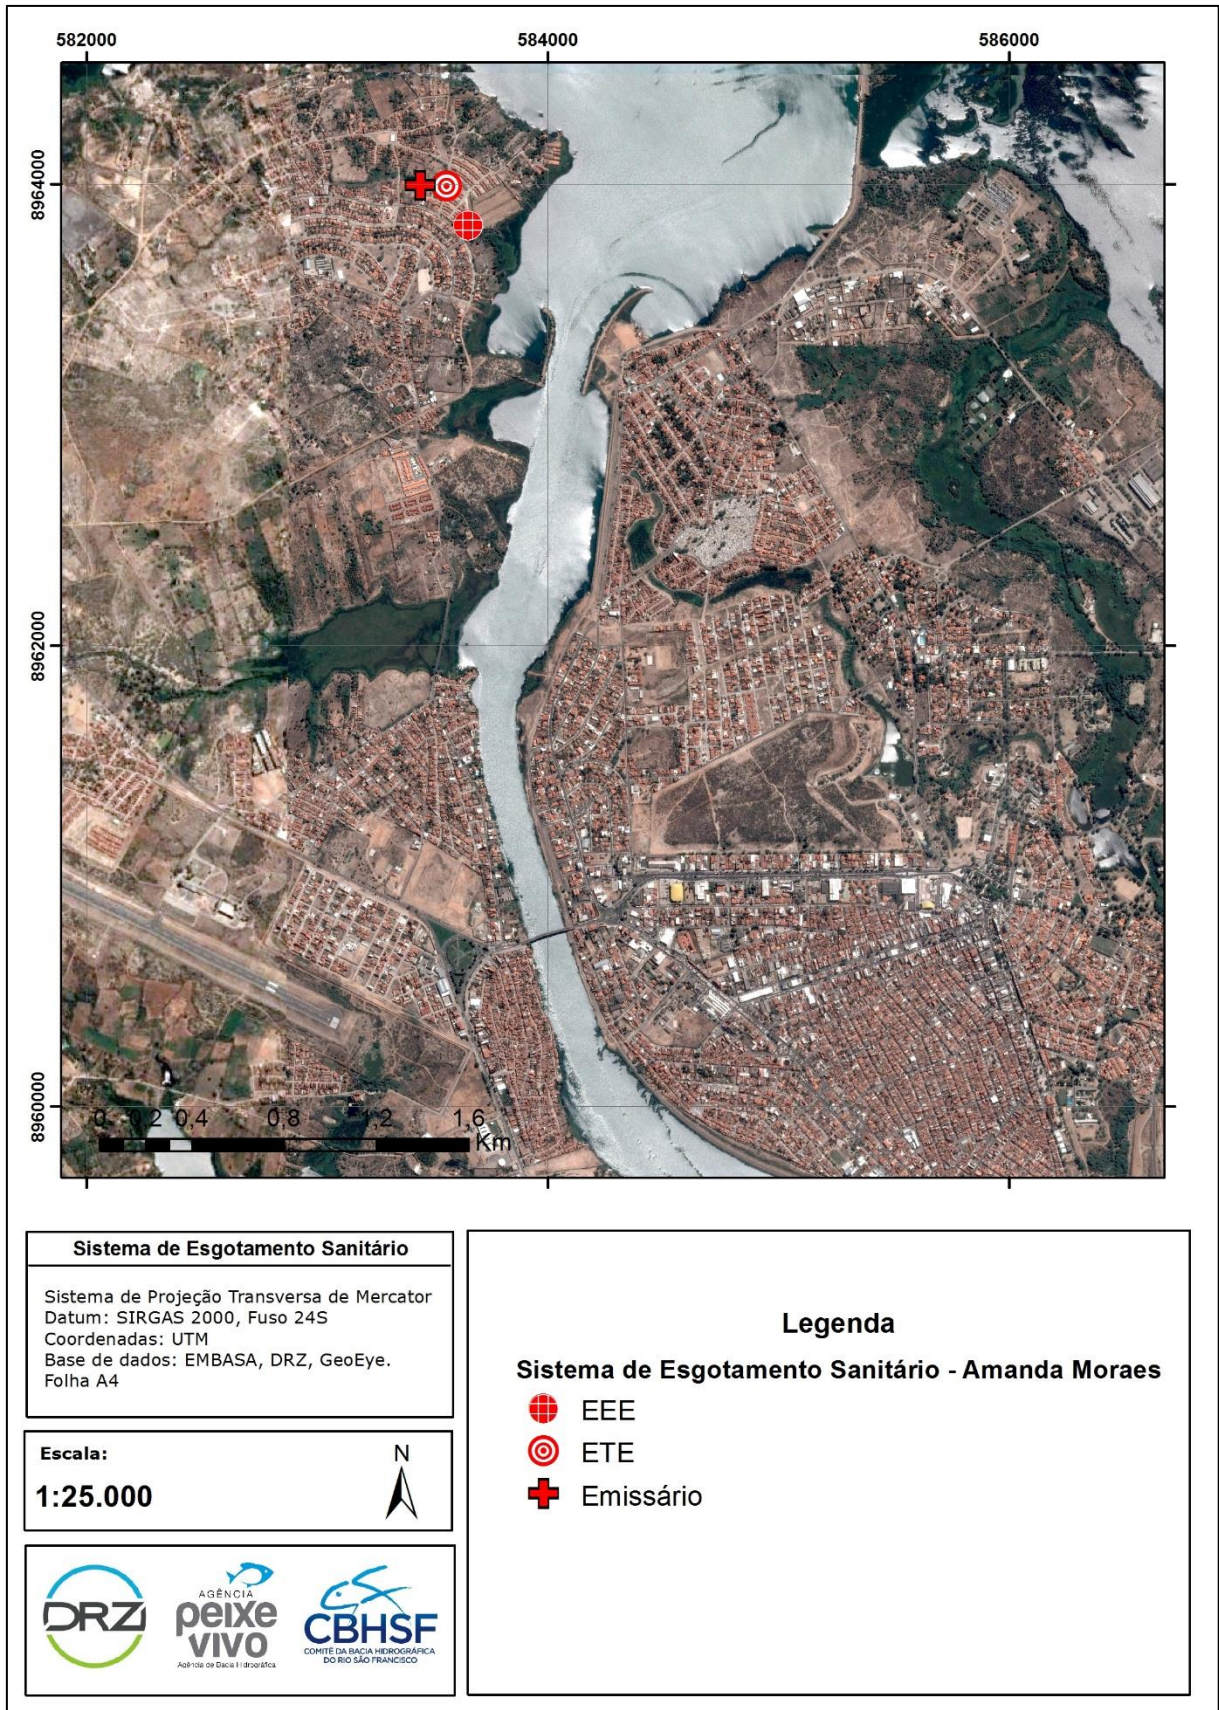 582000 584000 586000
8964000
8962000
8960000
0 0,2 0,4 0,8 1,2 1,6
Km
Sistema de Esgotamento Sanitário
Sistema de Projeção Transversa de Mercator
Datum: SIRGAS 2000, Fuso 24S
Coordenadas: UTM
Base de dados: EMBASA, DRZ, GeoEye.
Folha A4
Escala:
1:25.000
N
DRZ
AGÊNCIA
peixe
vivo
Agência de Bacia Hidrográfica
CBHSF
COMITÊ DA BACIA HIDROGRÁFICA
DO RIO SÃO FRANCISCO
Legenda
Sistema de Esgotamento Sanitário - Amanda Moraes
EEE
ETE
Emissário